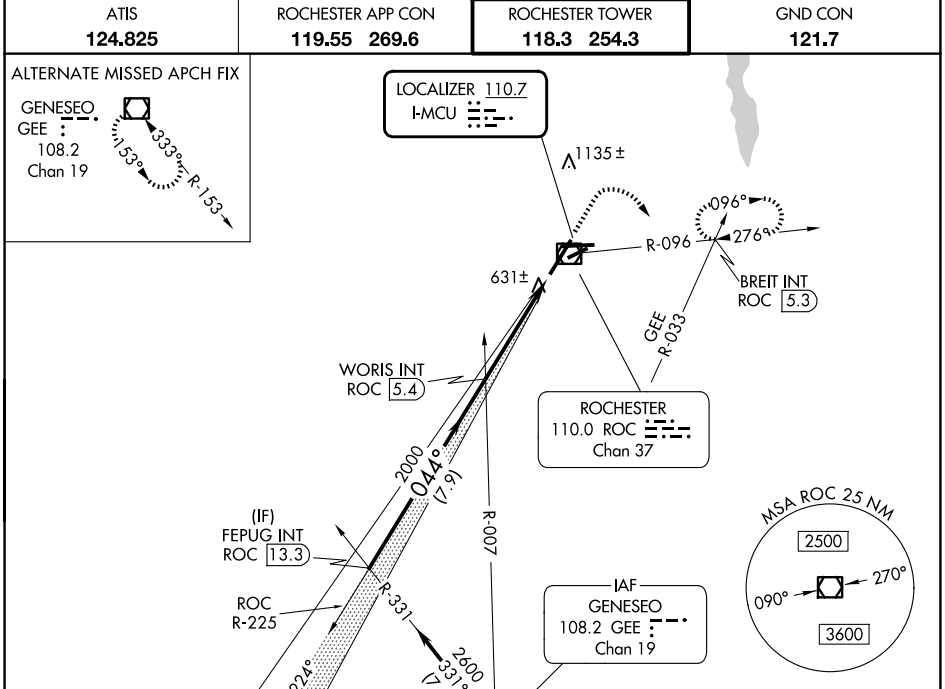 ATIS
124.825
ROCHESTER APP CON
119.55 269.6
ROCHESTER TOWER
118.3 254.3
GND CON
121.7
ALTERNATE MISSED APCH FIX
GENESEO
GEE
108.2
Chan 19
153°
333°
R-153
LOCALIZER 110.7
I-MCU
1135 ±
096°
R-096
276°
631±
BREIT INT
ROC 5.3
GEE
R-033
WORIS INT
ROC 5.4
ROCHESTER
110.0 ROC
Chan 37
2000
044°
(7.9)
R-007
MSA ROC 25 NM
2500
090°
270°
3600
(IF)
FEPUG INT
ROC 13.3
R-331
ROC
R-225
IAF
GENESEO
108.2 GEE
Chan 19
2600
331°
(7
224°